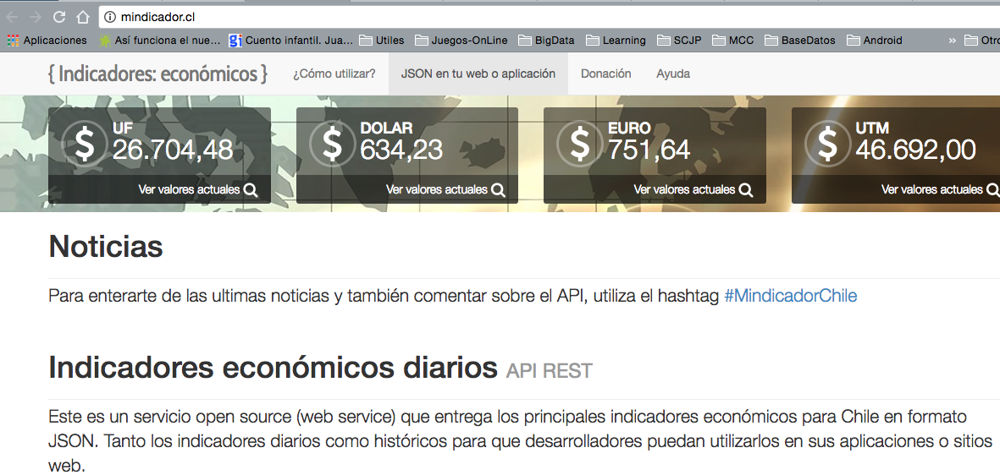 mindicador.cl
Aplicaciones Así funciona el nue... Cuento infantil. Jua... Utiles Juegos-OnLine BigData Learning SCJP MCC BaseDatos Android » Otro
{ Indicadores: económicos } ¿Cómo utilizar? JSON en tu web o aplicación Donación Ayuda
UF
26.704,48
Ver valores actuales
DOLAR
634,23
Ver valores actuales
EURO
751,64
Ver valores actuales
UTM
46.692,00
Ver valores actuales
Noticias
Para enterarte de las ultimas noticias y también comentar sobre el API, utiliza el hashtag #MindicadorChile
Indicadores económicos diarios API REST
Este es un servicio open source (web service) que entrega los principales indicadores económicos para Chile en formato
JSON. Tanto los indicadores diarios como históricos para que desarrolladores puedan utilizarlos en sus aplicaciones o sitios
web.